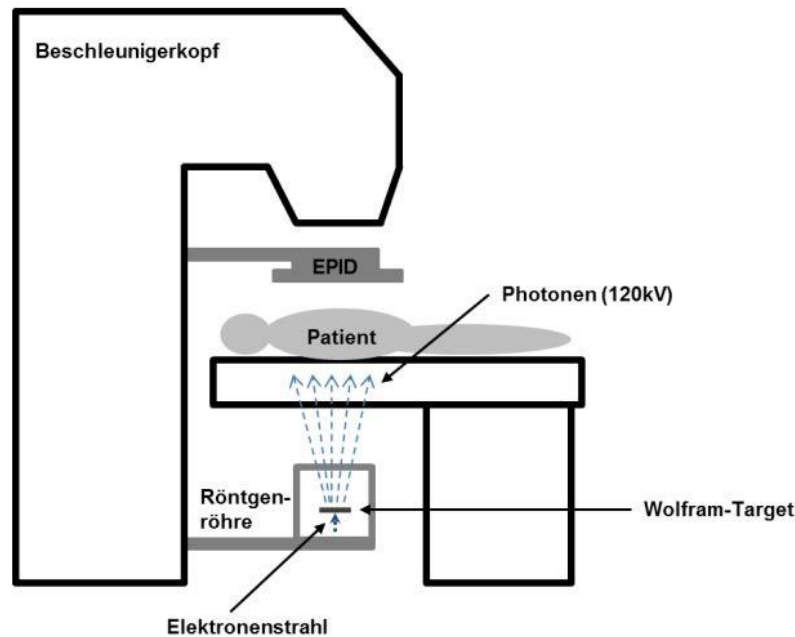 Beschleunigerkopf
EPID
Photonen (120kV)
Patient
Röntgen-
röhre
Wolfram-Target
Elektronenstrahl